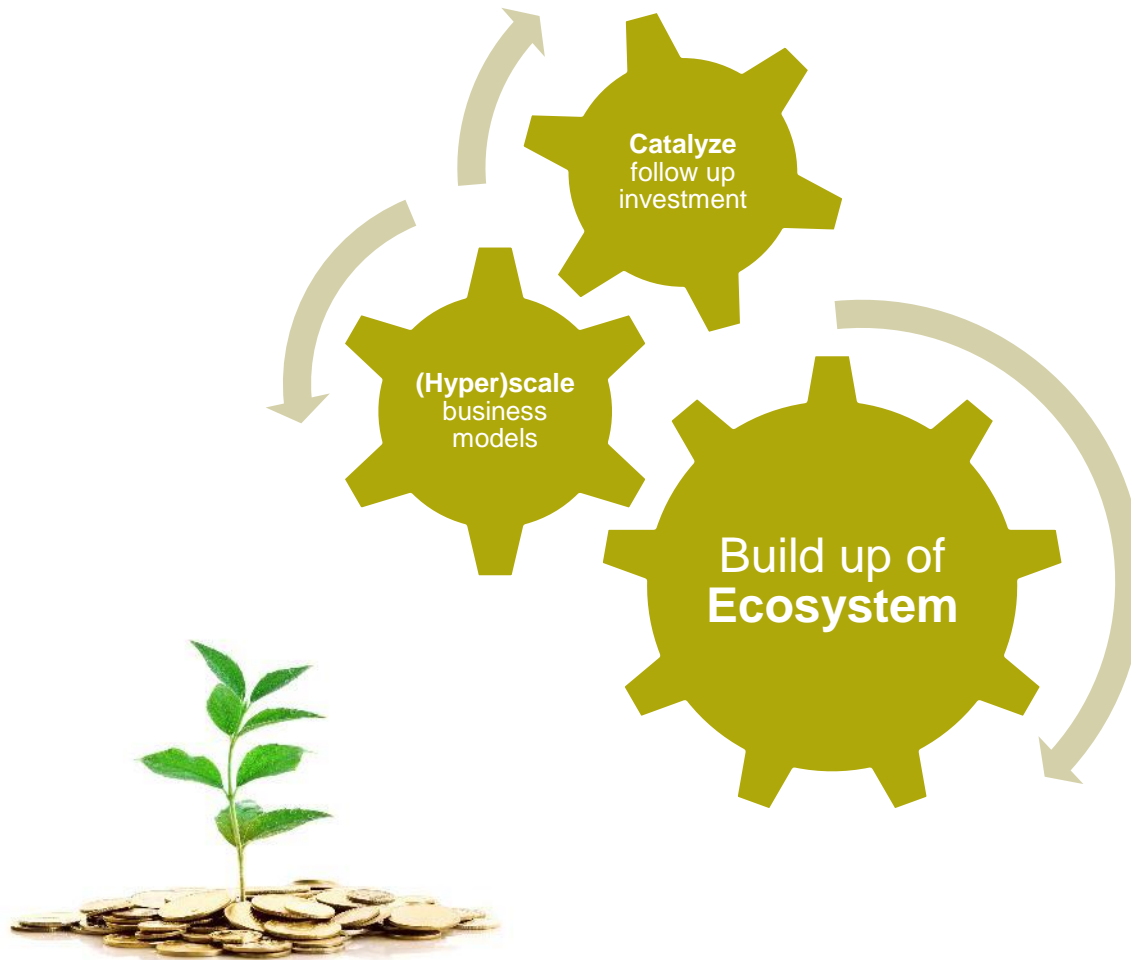 Catalyze
follow up
investment
(Hyper)scale
business
models
Build up of
Ecosystem